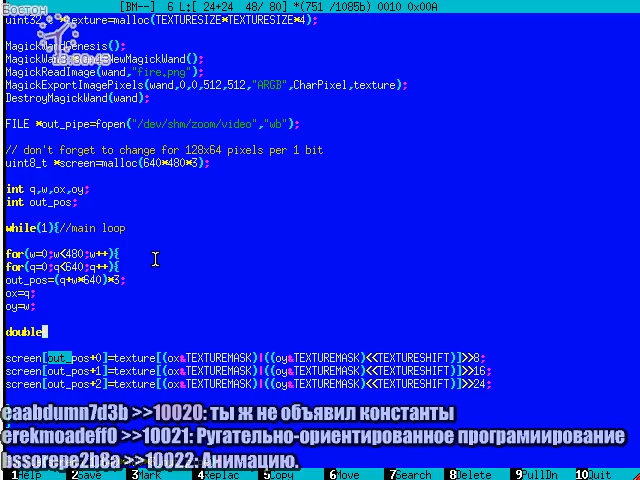 Бостон
[BM--]  6 L:[ 24+24  48/ 80] *(751 /1085b) 0010 0x00A
texture=malloc(TEXTURESIZE*TEXTURESIZE*4);
MagickWandGenesis();
NewMagickWand();
MagickReadImage(wand,"fire.png");
MagickExportImagePixels(wand,0,0,512,512,"ARGB",CharPixel,texture);
DestroyMagickWand(wand);
FILE *out_pipe=fopen("/dev/shm/zoom/video","wb");
// don't forget to change for 128x64 pixels per 1 bit
uint8_t *screen=malloc(640*480*3);
int q,w,ox,oy;
int out_pos;
while(1){//main loop
for(w=0;w<480;w++){
for(q=0;q<640;q++){
out_pos=(q+w*640)*3;
ox=q;
oy=w;
double
screen[out_pos+0]=texture[(ox&TEXTUREMASK)|((oy&TEXTUREMASK)<<TEXTURESHIFT)]>>8;
screen[out_pos+1]=texture[(ox&TEXTUREMASK)|((oy&TEXTUREMASK)<<TEXTURESHIFT)]>>16;
screen[out_pos+2]=texture[(ox&TEXTUREMASK)|((oy&TEXTUREMASK)<<TEXTURESHIFT)]>>24;
eaabdumn7d3b >>10020: ты ж не объявил константы
erekmoadeff0 >>10021: Ругательно-ориентированное програмиирование
bssorepe2b8a >>10022: Анимацию.
1Help 2Save 3Mark 4Replac 5Copy 6Move 7Search 8Delete 9PullDn 10Quit